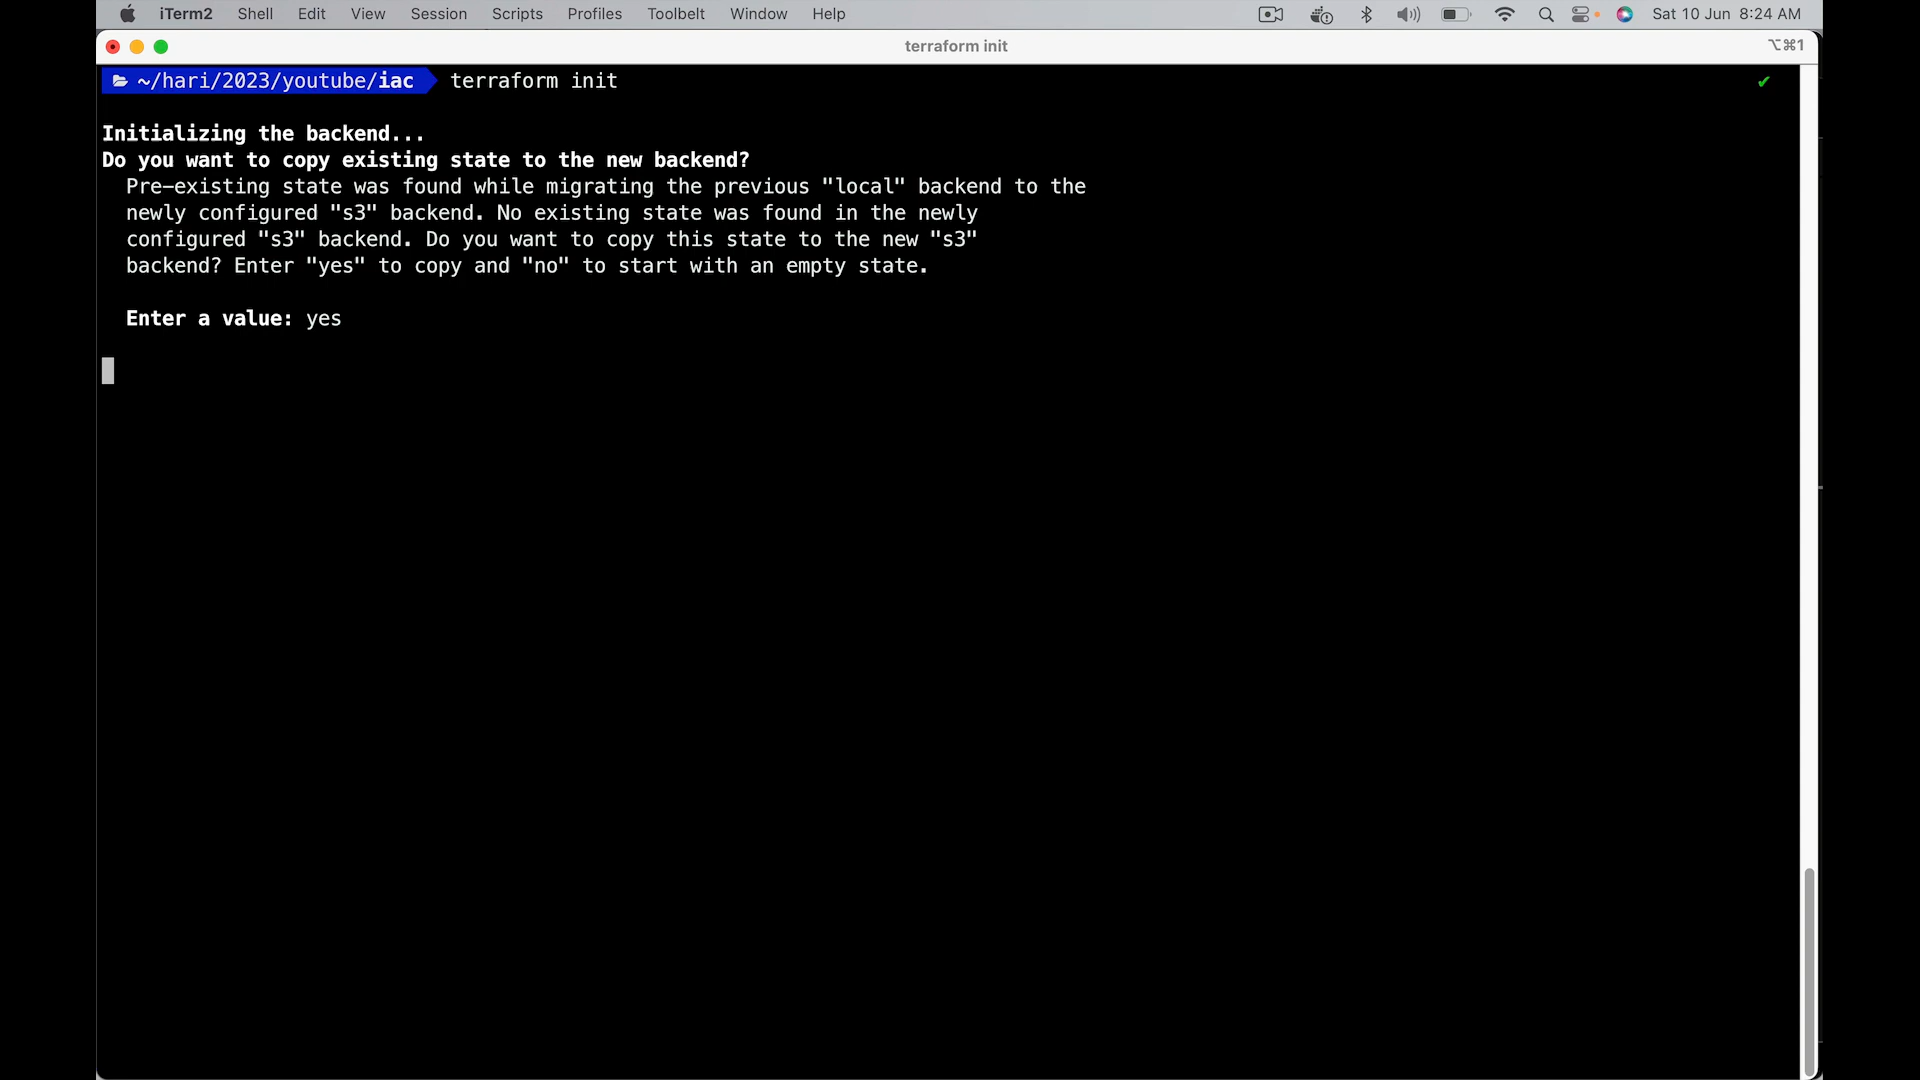 iTerm2 Shell Edit View Session Scripts Profiles Toolbelt Window Help Sat 10 Jun 8:24 AM
terraform init ⌥⌘1
~/hari/2023/youtube/iac terraform init ✔
Initializing the backend...
Do you want to copy existing state to the new backend?
Pre-existing state was found while migrating the previous "local" backend to the
newly configured "s3" backend. No existing state was found in the newly
configured "s3" backend. Do you want to copy this state to the new "s3"
backend? Enter "yes" to copy and "no" to start with an empty state.
Enter a value: yes